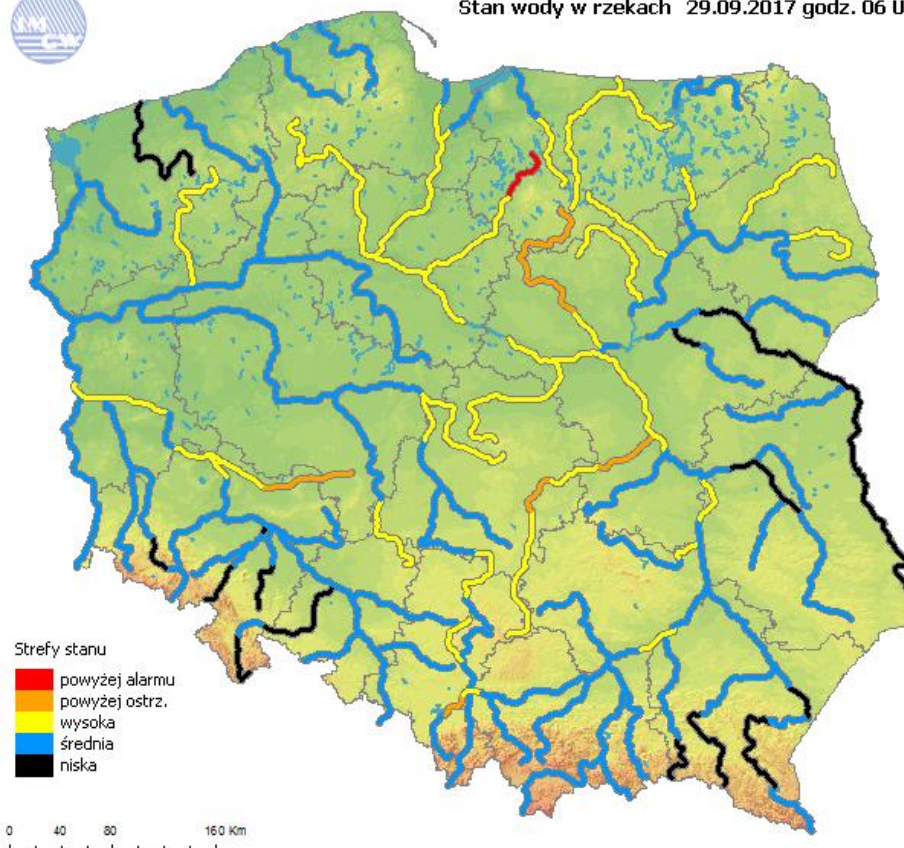 Stan wody w rzekach 29.09.2017 godz. 06 U
Strefy stanu
powyżej alarmu
powyżej ostrz.
wysoka
średnia
niska
0 40 80 160 Km